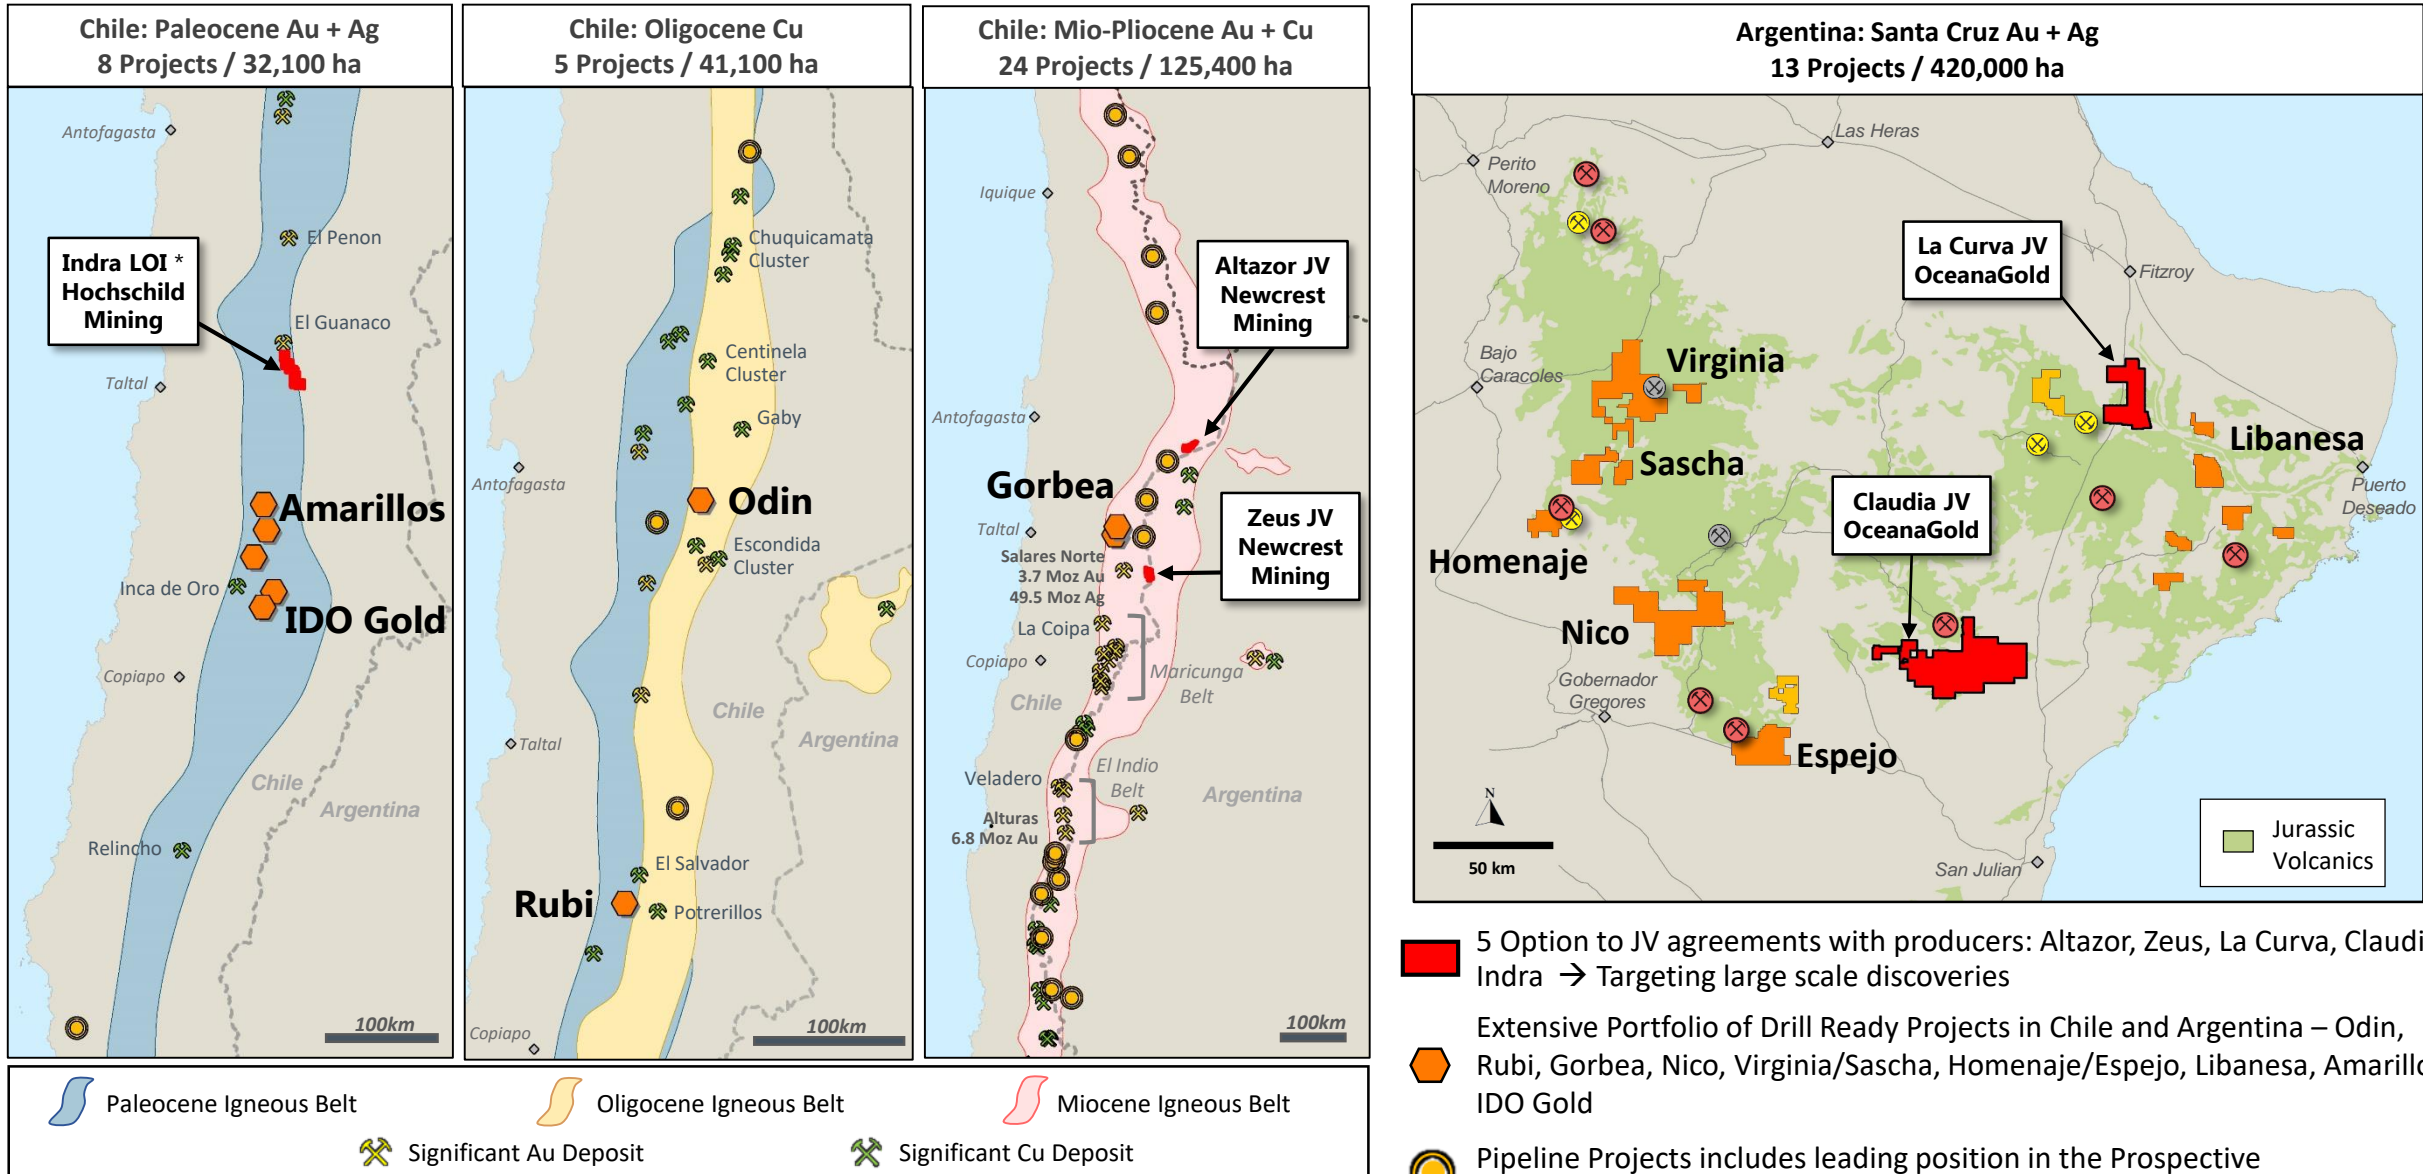 Chile: Paleocene Au + Ag
8 Projects / 32,100 ha
Antofagasta
El Penon
Indra LOI *
Hochschild
Mining
El Guanaco
Taltal
Amarillos
Inca de Oro
IDO Gold
Copiapo
Chile
Argentina
Relincho
100km
Chile: Oligocene Cu
5 Projects / 41,100 ha
Chuquicamata
Cluster
Centinela
Cluster
Gaby
Antofagasta
Odin
Escondida
Cluster
Chile
Argentina
Taltal
El Salvador
Rubi
Potrerillos
Copiapo
100km
Chile: Mio-Pliocene Au + Cu
24 Projects / 125,400 ha
Iquique
Altazor JV
Newcrest
Mining
Antofagasta
Gorbea
Taltal
Zeus JV
Newcrest
Mining
Salares Norte
3.7 Moz Au
49.5 Moz Ag
La Coipa
Copiapo
Maricunga
Belt
Chile
Veladero
El Indio
Belt
Argentina
Alturas
6.8 Moz Au
100km
Argentina: Santa Cruz Au + Ag
13 Projects / 420,000 ha
Las Heras
Perito
Moreno
La Curva JV
OceanaGold
Fitzroy
Bajo
Caracoles
Virginia
Sascha
Libanesa
Puerto
Deseado
Claudia JV
OceanaGold
Homenaje
Nico
Gobernador
Gregores
Espejo
N
50 km
San Julian
Jurassic
Volcanics
Paleocene Igneous Belt
Oligocene Igneous Belt
Miocene Igneous Belt
Significant Au Deposit
Significant Cu Deposit
5 Option to JV agreements with producers: Altazor, Zeus, La Curva, Claudi
Indra → Targeting large scale discoveries
Extensive Portfolio of Drill Ready Projects in Chile and Argentina – Odin,
Rubi, Gorbea, Nico, Virginia/Sascha, Homenaje/Espejo, Libanesa, Amarillo
IDO Gold
Pipeline Projects includes leading position in the Prospective